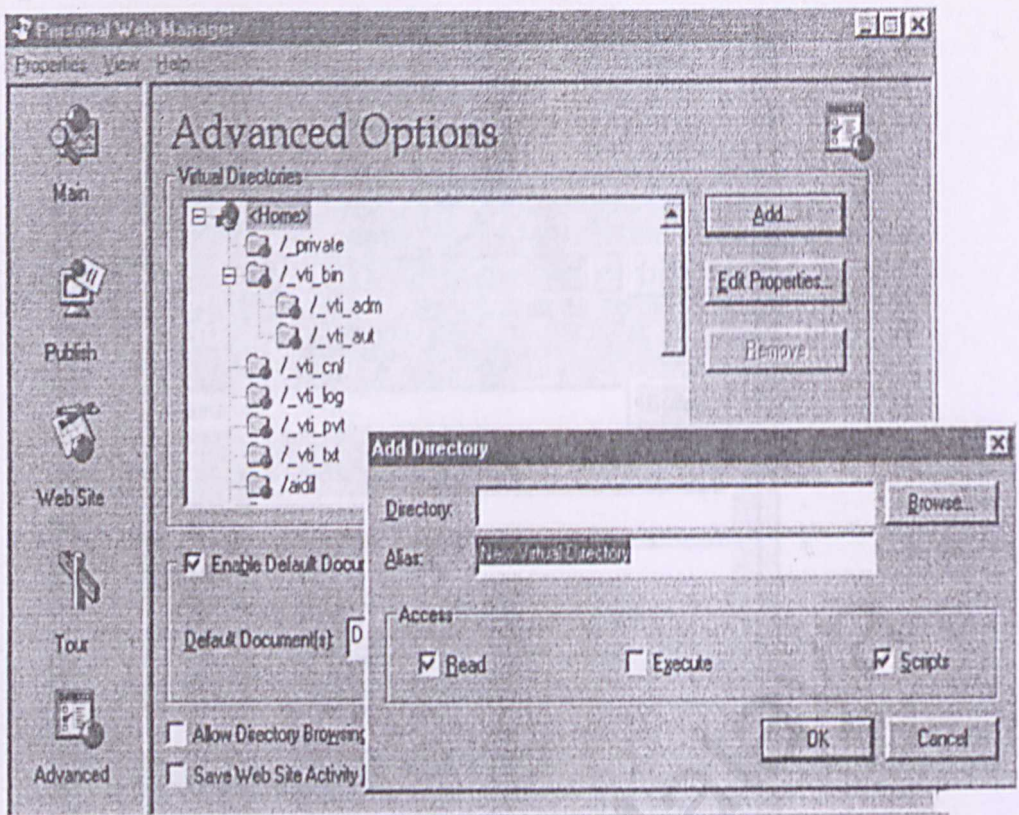 Personal Web Manager
Properties View Help
Main
Publish
Web Site
Tour
Advanced
Advanced Options
Virtual Directories
<Home>
/_private
/_vti_bin
/_vti_adm
/_vti_aut
/_vti_cnf
/_vti_log
/_vti_pvt
/_vti_txt
/aidil
Add...
Edit Properties...
Remove
Enable Default Docum
Default Document(s): D
Allow Directory Browsing
Save Web Site Activity
Add Directory
Directory:
Browse...
Alias:
New Virtual Directory
Access
Read
Execute
Scripts
OK
Cancel